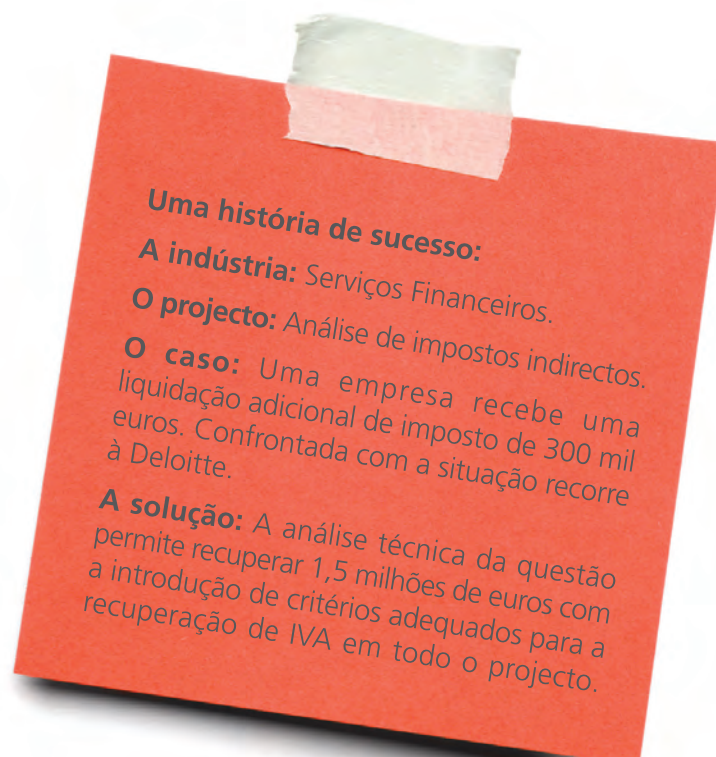 Uma história de sucesso:
A indústria: Serviços Financeiros.
O projecto: Análise de impostos indirectos.
O caso: Uma empresa recebe uma
liquidação adicional de imposto de 300 mil
euros. Confrontada com a situação recorre
à Deloitte.
A solução: A análise técnica da questão
permite recuperar 1,5 milhões de euros com
a introdução de critérios adequados para a
recuperação de IVA em todo o projecto.